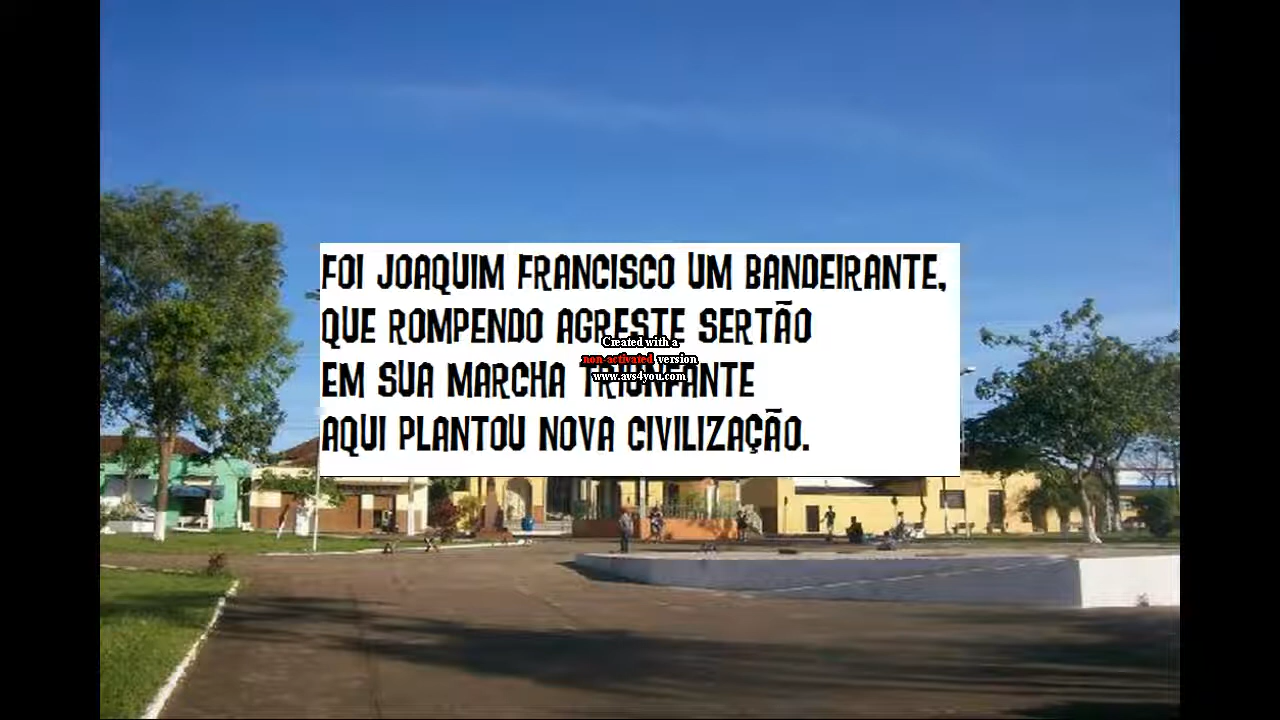 FOI JOAQUIM FRANCISCO UM BANDEIRANTE,
QUE ROMPENDO AGRESTE SERTÃO
EM SUA MARCHA TRIUNFANTE
AQUI PLANTOU NOVA CIVILIZAÇÃO.
Created with a
non-activated version
www.avs4you.com